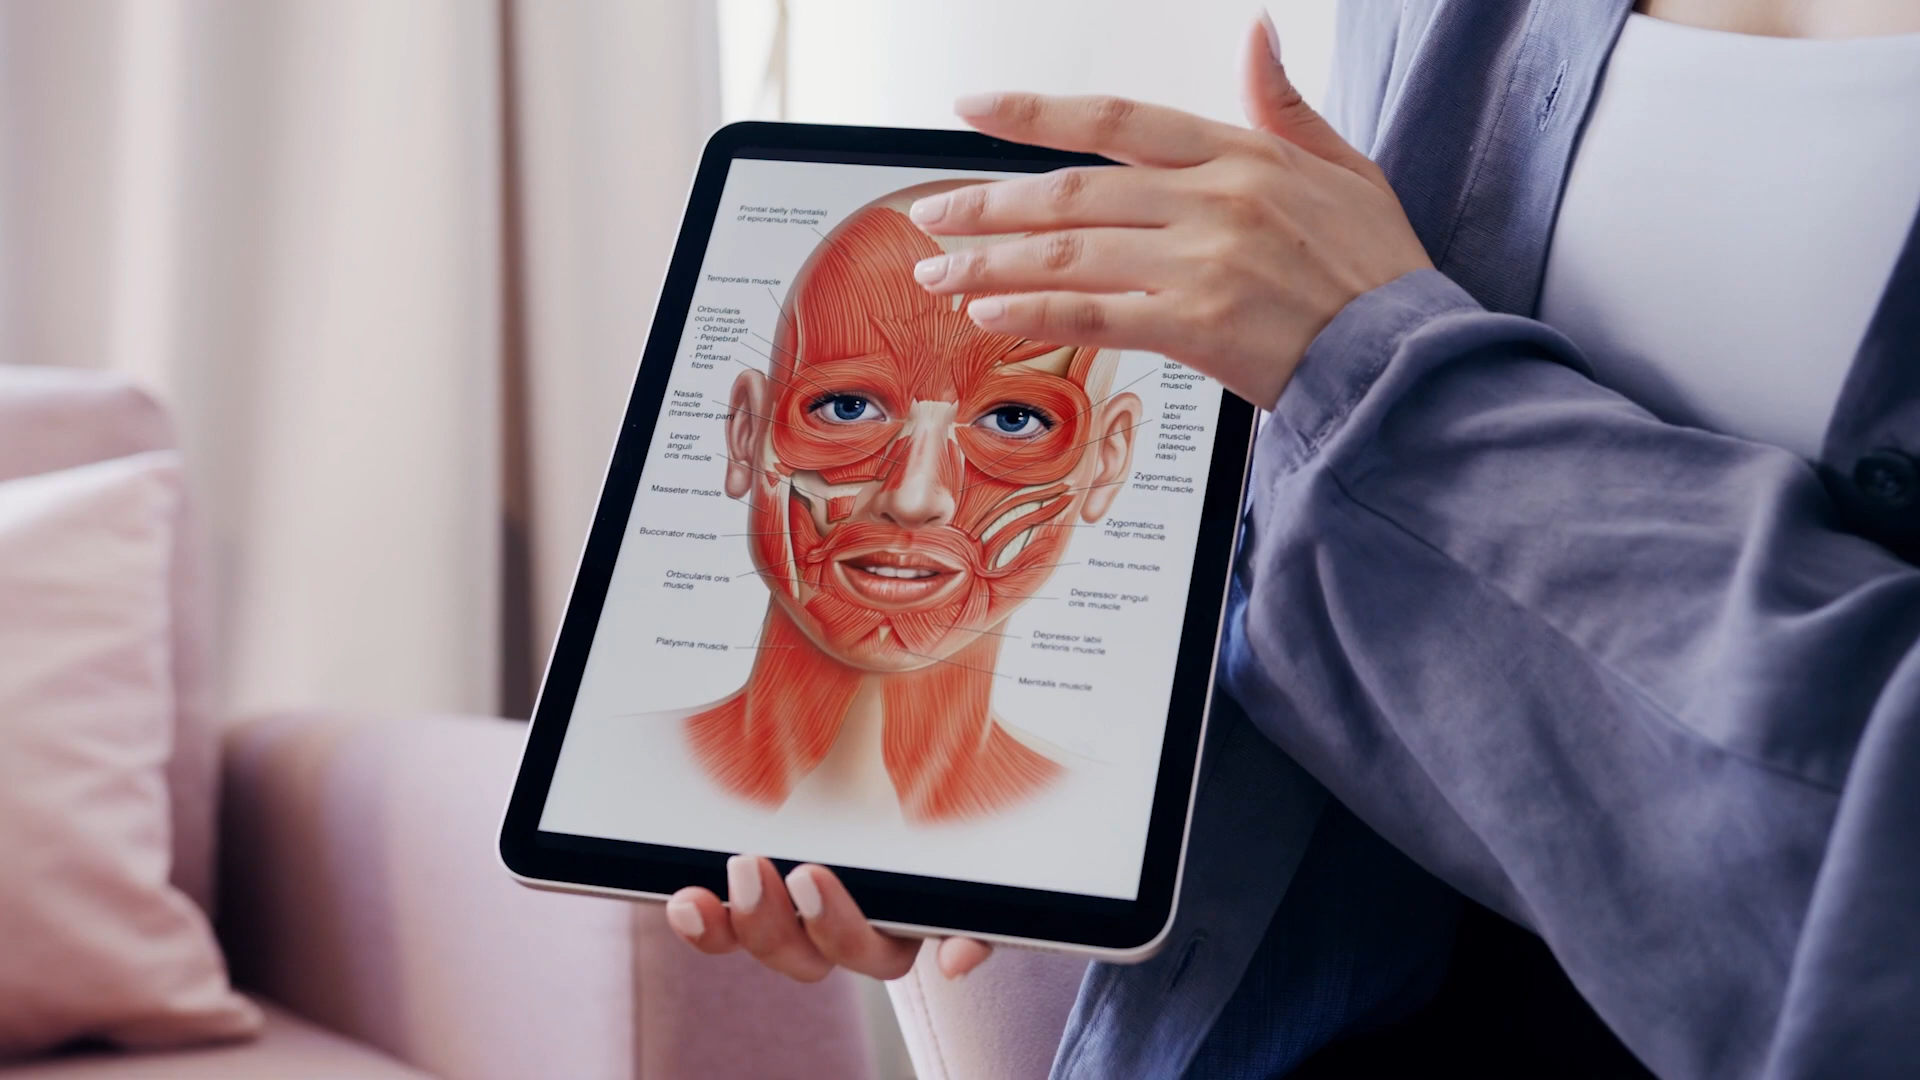 Frontal belly (frontalis)
of epicranius muscle
Temporalis muscle
Orbicularis
oculi muscle
- Orbital part
- Pelpebral
part
- Pretarsal
fibres
Nasalis
muscle
(transverse part)
Levator
anguli
oris muscle
Masseter muscle
Buccinator muscle
Orbicularis oris
muscle
Platysma muscle
labii
superioris
muscle
Levator
labii
superioris
muscle
(alaeque
nasi)
Zygomaticus
minor muscle
Zygomaticus
major muscle
Risorius muscle
Depressor anguli
oris muscle
Depressor labii
inferioris muscle
Mentalis muscle